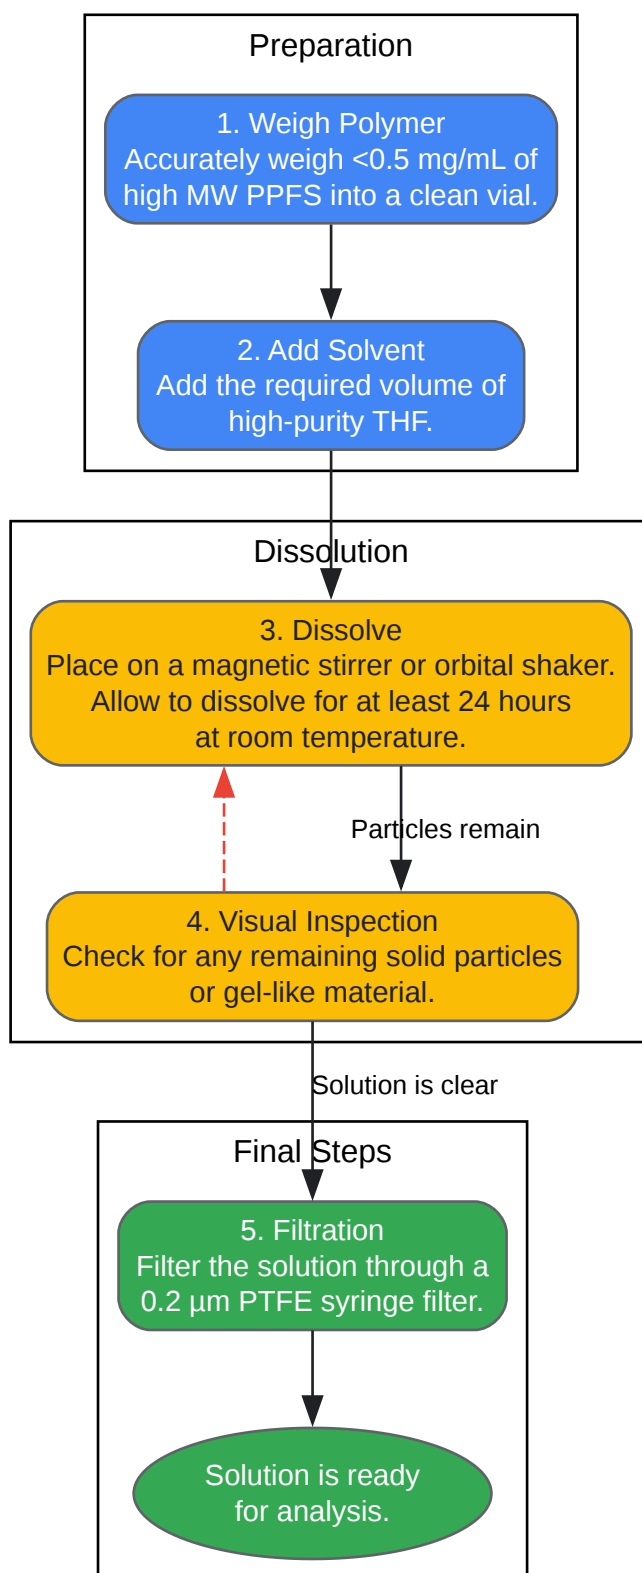 Preparation
1. Weigh Polymer
Accurately weigh <0.5 mg/mL of
high MW PPFS into a clean vial.
2. Add Solvent
Add the required volume of
high-purity THF.
Dissolution
3. Dissolve
Place on a magnetic stirrer or orbital shaker.
Allow to dissolve for at least 24 hours
at room temperature.
Particles remain
4. Visual Inspection
Check for any remaining solid particles
or gel-like material.
Solution is clear
Final Steps
5. Filtration
Filter the solution through a
0.2 µm PTFE syringe filter.
Solution is ready
for analysis.